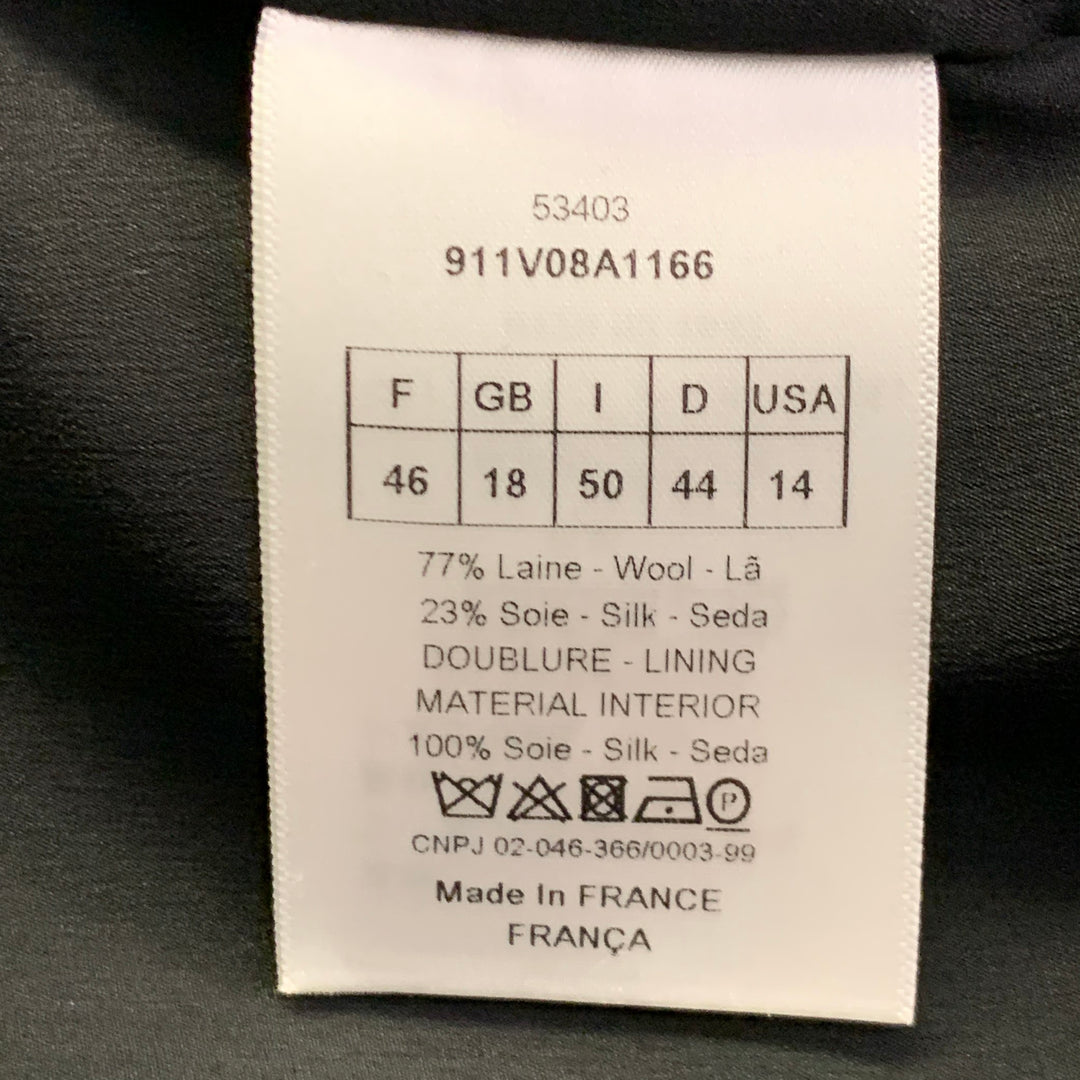 53403
911V08A1166
F GB I D USA
46 18 50 44 14
77% Laine - Wool - Lã
23% Soie - Silk - Seda
DOUBLURE - LINING
MATERIAL INTERIOR
100% Soie - Silk - Seda
P
CNPJ 02-046-366/0003-99
Made In FRANCE
FRANÇA